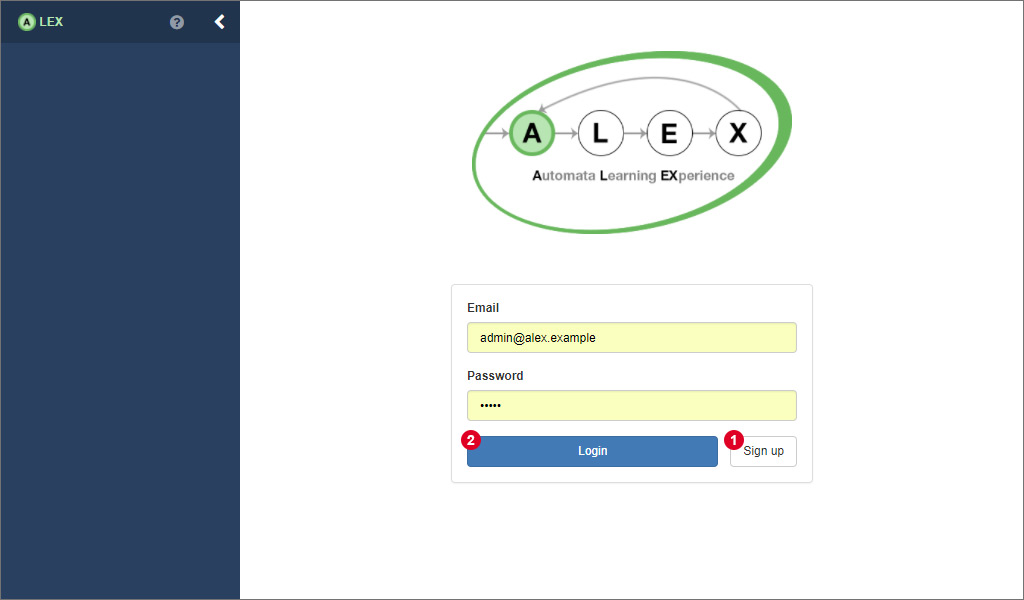 A LEX ?
A L E X
Automata Learning EXperience
Email
admin@alex.example
Password
•••••
2 Login 1 Sign up